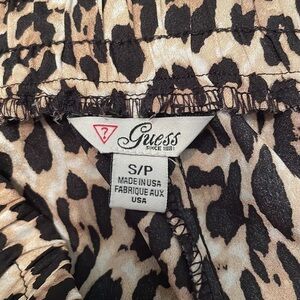 ?
Guess
SINCE 1981
S/P
MADE IN USA
FABRIQUE AUX
USA